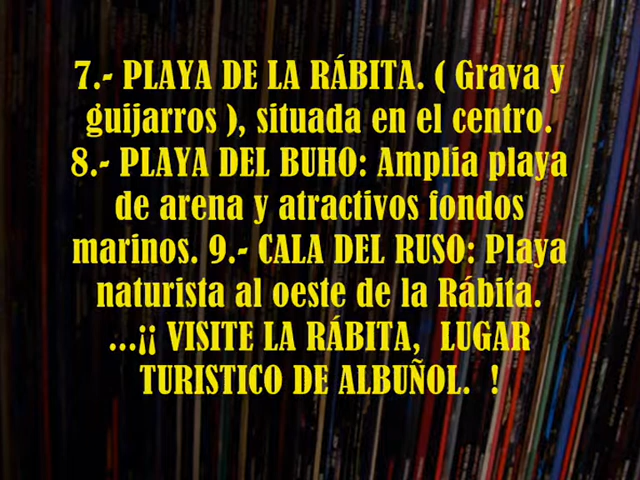 7.- PLAYA DE LA RÁBITA. ( Grava y
guijarros ), situada en el centro.
8.- PLAYA DEL BUHO: Amplia playa
de arena y atractivos fondos
marinos. 9.- CALA DEL RUSO: Playa
naturista al oeste de la Rábita.
...¡¡ VISITE LA RÁBITA,  LUGAR
TURISTICO DE ALBUÑOL.  !